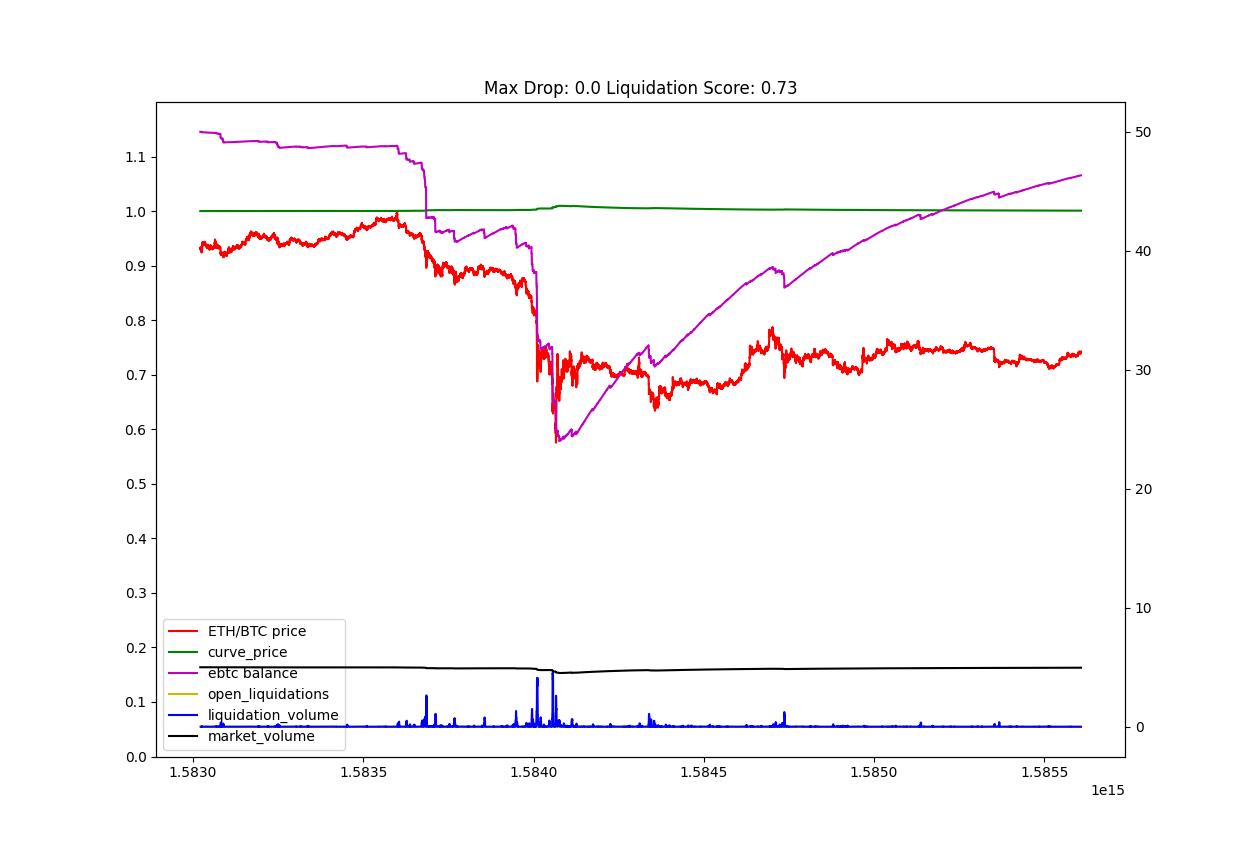 Max Drop: 0.0 Liquidation Score: 0.73
1.1
1.0
0.9
0.8
0.7
0.6
0.5
0.4
0.3
0.2
0.1
0.0
50
40
30
20
10
0
ETH/BTC price
curve_price
ebtc balance
open_liquidations
liquidation_volume
market_volume
1.5830 1.5835 1.5840 1.5845 1.5850 1.5855
1e15